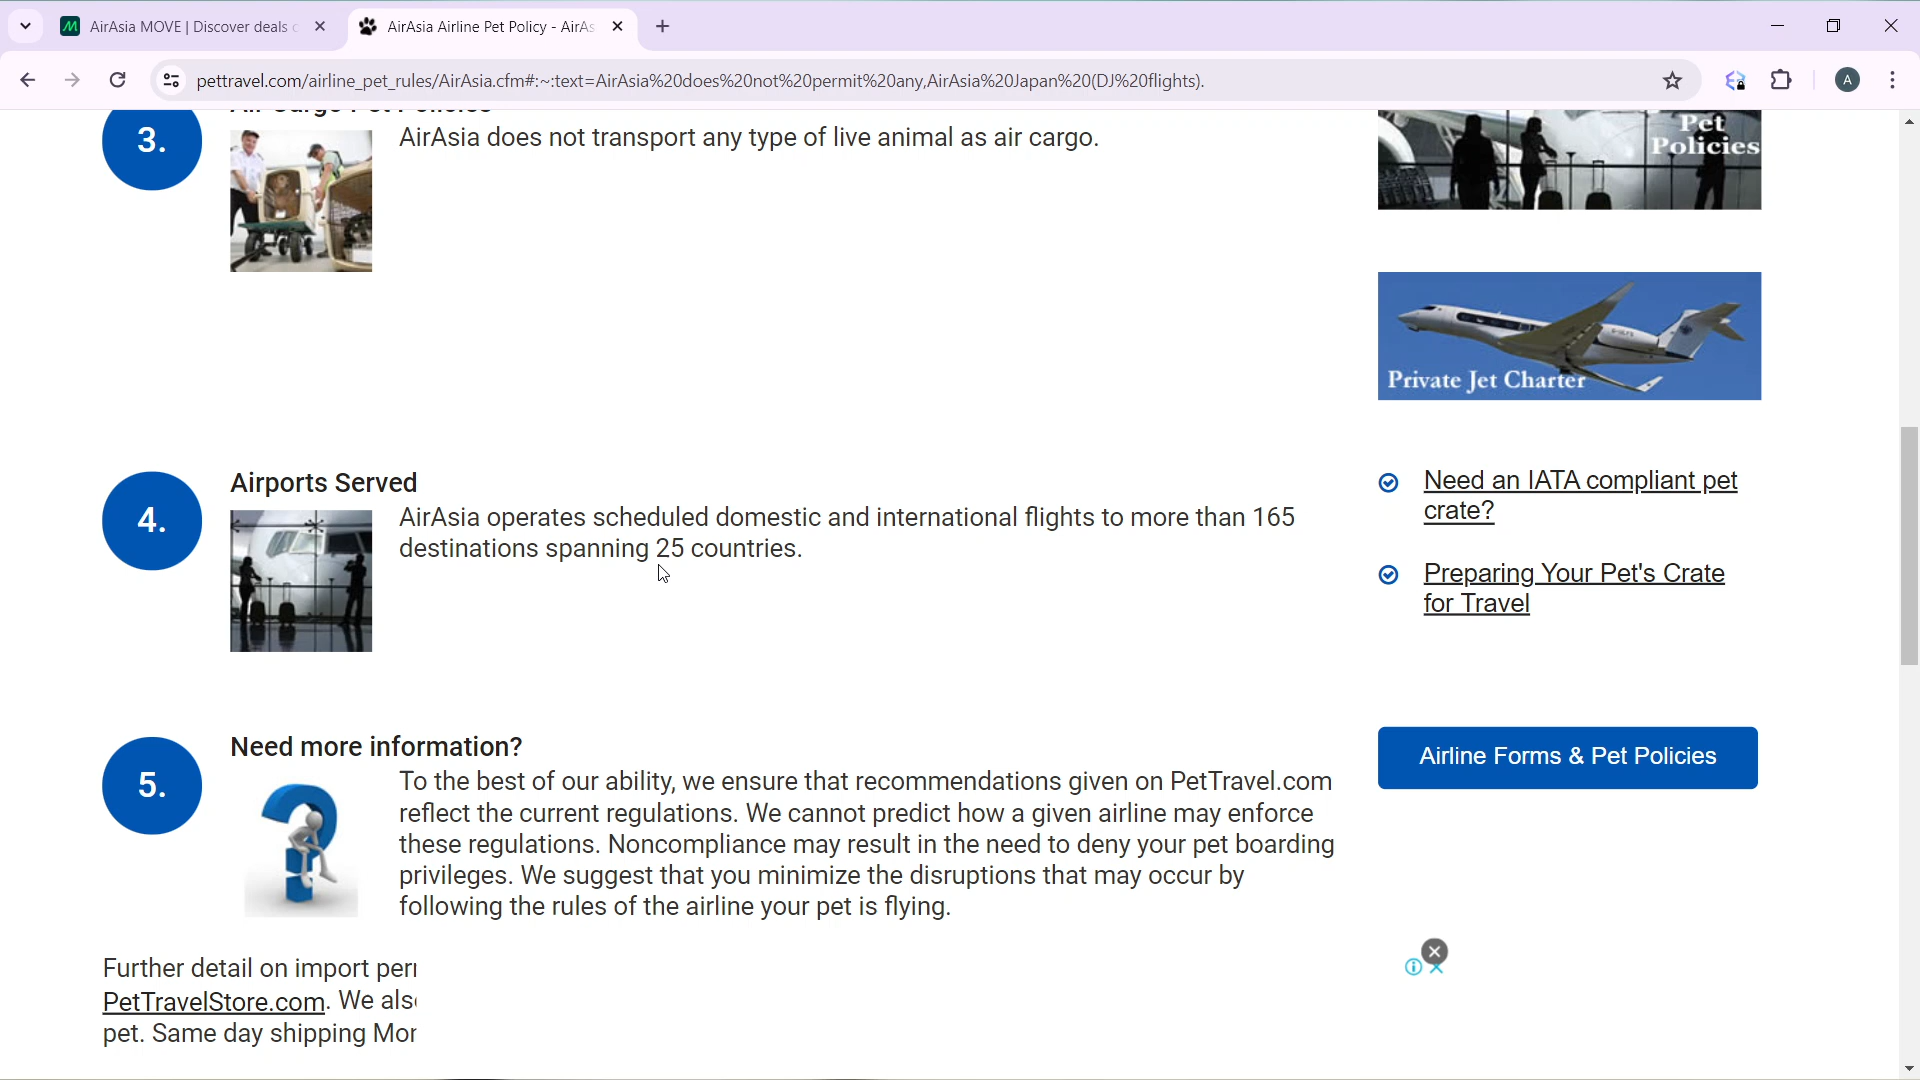 AirAsia MOVE | Discover deals
AirAsia Airline Pet Policy - AirAs
pettravel.com/airline_pet_rules/AirAsia.cfm#:~:text=AirAsia%20does%20not%20permit%20any,AirAsia%20Japan%20(DJ%20flights).
A
3.
AirAsia does not transport any type of live animal as air cargo.
Pet
Policies
Private Jet Charter
4.
Airports Served
AirAsia operates scheduled domestic and international flights to more than 165
destinations spanning 25 countries.
Need an IATA compliant pet
crate?
Preparing Your Pet's Crate
for Travel
5.
Need more information?
To the best of our ability, we ensure that recommendations given on PetTravel.com
reflect the current regulations. We cannot predict how a given airline may enforce
these regulations. Noncompliance may result in the need to deny your pet boarding
privileges. We suggest that you minimize the disruptions that may occur by
following the rules of the airline your pet is flying.
Airline Forms & Pet Policies
Further detail on import per
PetTravelStore.com. We als
pet. Same day shipping Mor